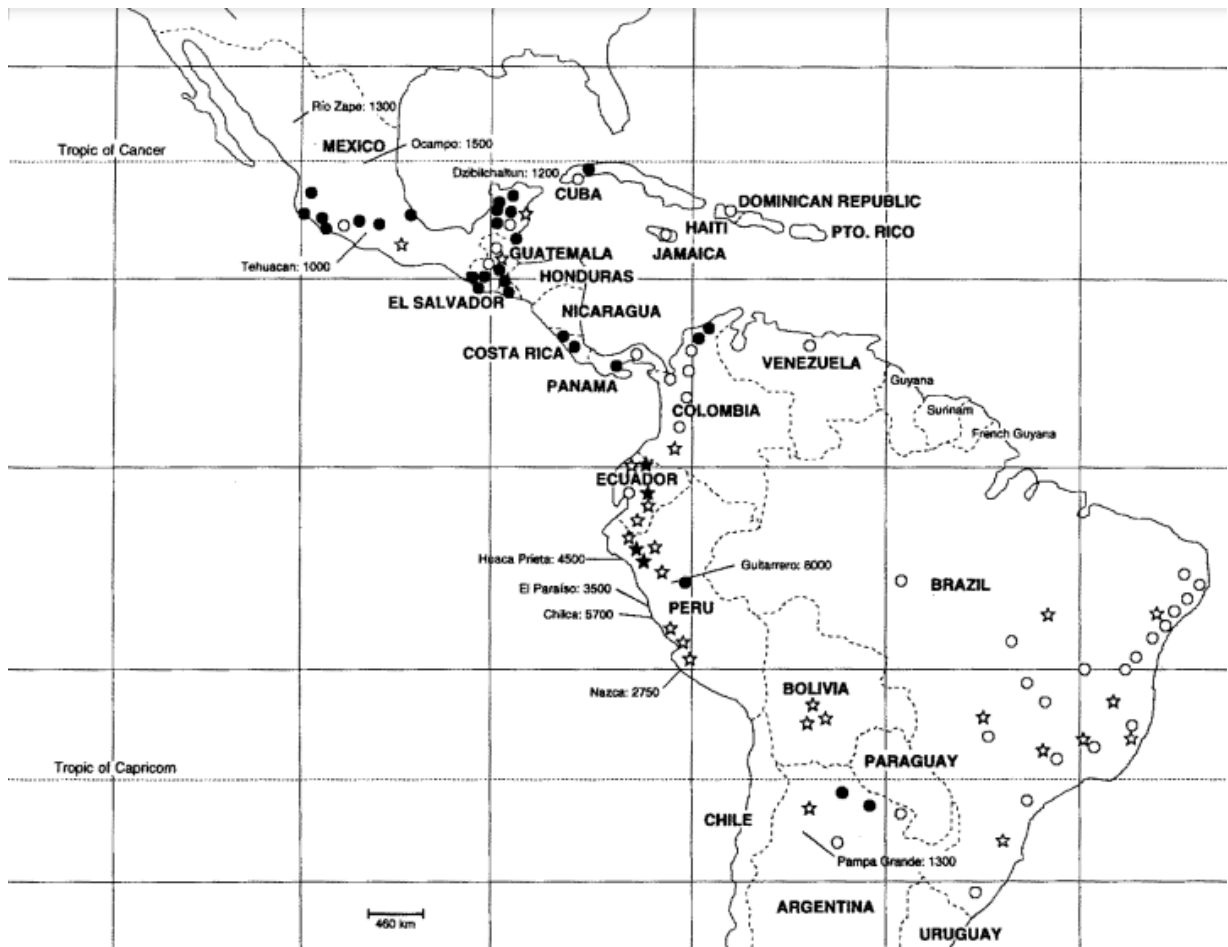 Río Zape: 1300
MEXICO
Ocampo: 1500
Tropic of Cancer
Dzibilchaltun: 1200
CUBA
DOMINICAN REPUBLIC
HAITI
PTO. RICO
JAMAICA
GUATEMALA
Tehuacan: 1000
HONDURAS
EL SALVADOR
NICARAGUA
COSTA RICA
VENEZUELA
PANAMA
Guyana
COLOMBIA
Surinam
French Guyana
ECUADOR
Huaca Prieta: 4500
Guitarrero: 8000
El Paraíso: 3500
BRAZIL
Chilca: 5700
PERU
Nazca: 2750
BOLIVIA
Tropic of Capricorn
PARAGUAY
CHILE
Pampa Grande: 1300
ARGENTINA
460 km
URUGUAY